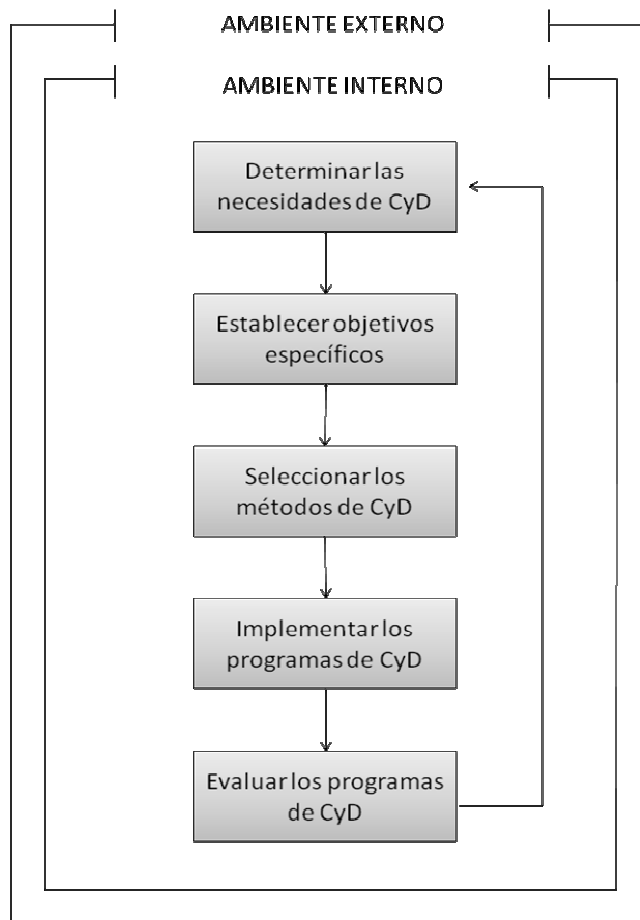 AMBIENTE EXTERNO
AMBIENTE INTERNO
Determinar las
necesidades de CyD
Establecer objetivos
específicos
Seleccionar los
métodos de CyD
Implementar los
programas de CyD
Evaluar los programas
de CyD